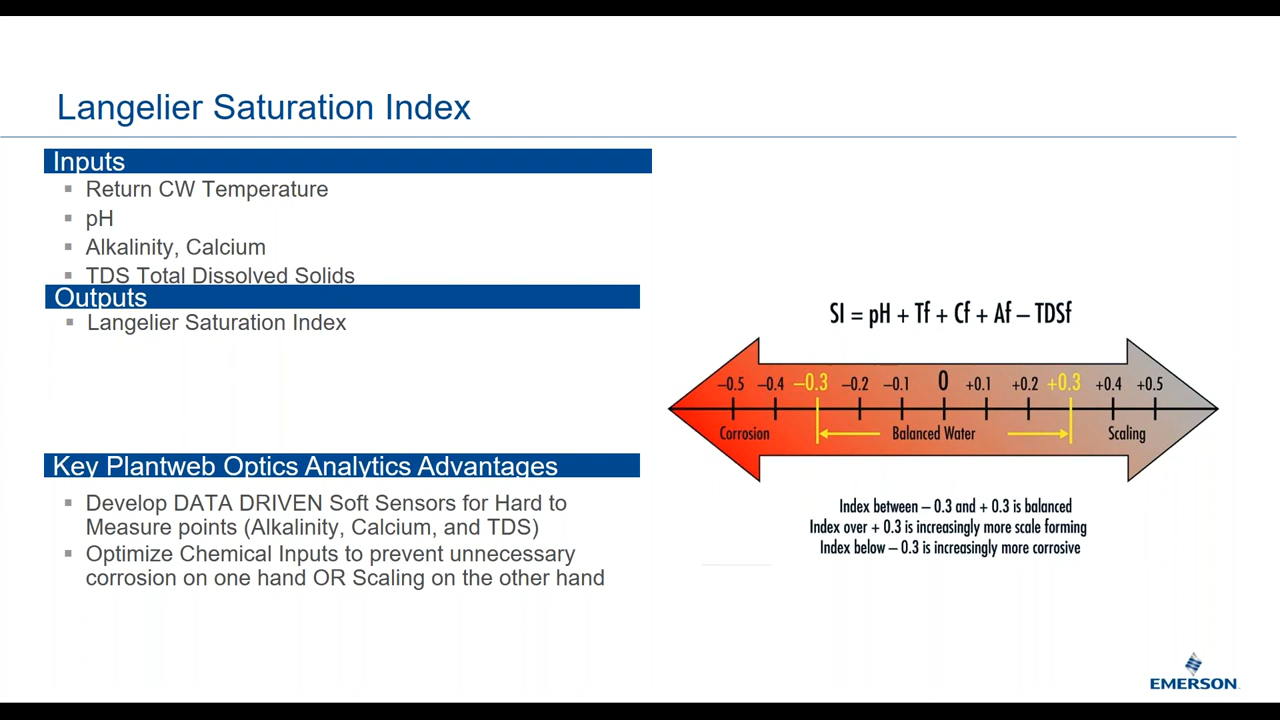 Langelier Saturation Index
Inputs
Return CW Temperature
pH
Alkalinity, Calcium
TDS Total Dissolved Solids
Outputs
Langelier Saturation Index
Key Plantweb Optics Analytics Advantages
Develop DATA DRIVEN Soft Sensors for Hard to
Measure points (Alkalinity, Calcium, and TDS)
Optimize Chemical Inputs to prevent unnecessary
corrosion on one hand OR Scaling on the other hand
SI = pH + Tf + Cf + Af – TDSf
–0.5 –0.4 –0.3 –0.2 –0.1 0 +0.1 +0.2 +0.3 +0.4 +0.5
Corrosion Balanced Water Scaling
Index between – 0.3 and + 0.3 is balanced
Index over + 0.3 is increasingly more scale forming
Index below – 0.3 is increasingly more corrosive
EMERSON